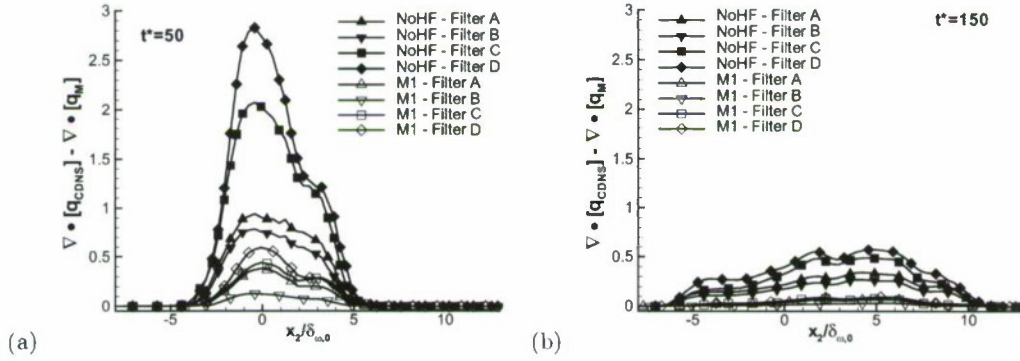 t*=50
NoHF - Filter A
NoHF - Filter B
NoHF - Filter C
NoHF - Filter D
M1 - Filter A
M1 - Filter B
M1 - Filter C
M1 - Filter D
3
2.5
2
1.5
1
0.5
0
-5
0
5
10
∇ • [q_CDNS] - ∇ • [q_M]
x₂/δ_ω,0
(a)
t*=150
NoHF - Filter A
NoHF - Filter B
NoHF - Filter C
NoHF - Filter D
M1 - Filter A
M1 - Filter B
M1 - Filter C
M1 - Filter D
3
2.5
2
1.5
1
0.5
0
-5
0
5
10
∇ • [q_CDNS] - ∇ • [q_M]
x₂/δ_ω,0
(b)